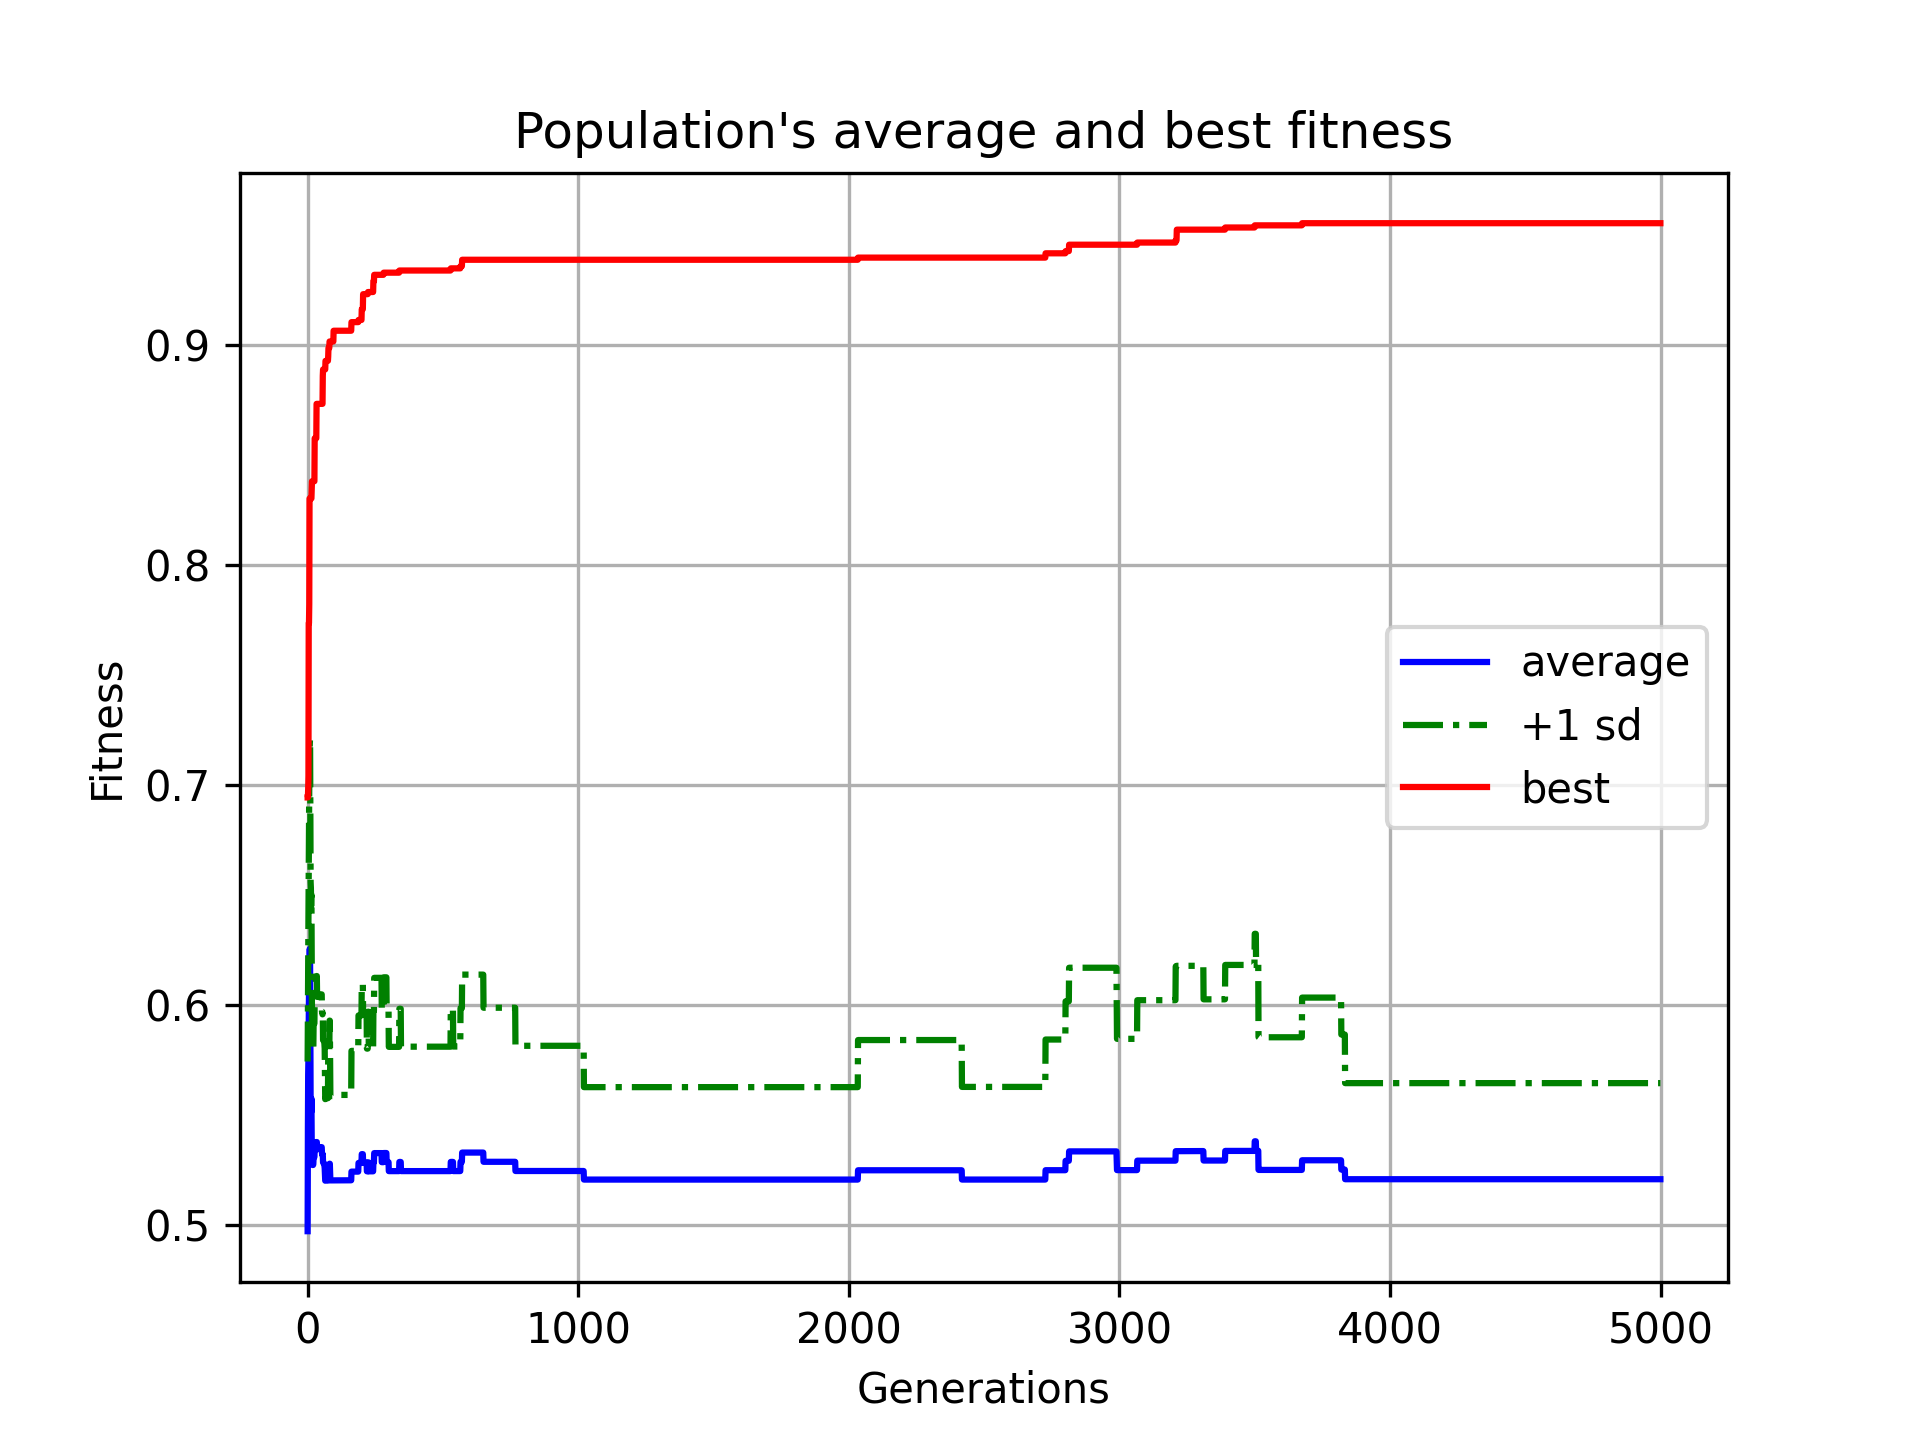 Population's average and best fitness
Fitness
0.9
0.8
0.7
0.6
0.5
average
+1 sd
best
0 1000 2000 3000 4000 5000
Generations